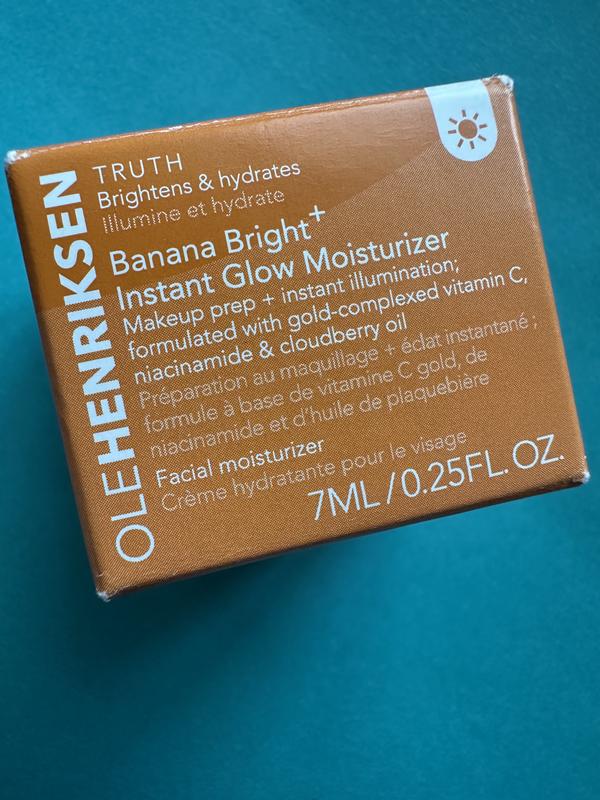 OLEHENRIKSEN
TRUTH
Brightens & hydrates
Illumine et hydrate
Banana Bright+
Instant Glow Moisturizer
Makeup prep + instant illumination;
formulated with gold-complexed vitamin C,
niacinamide & cloudberry oil
Préparation au maquillage + éclat instantané ;
formule à base de vitamine C gold, de
niacinamide et d'huile de plaquebière
Facial moisturizer
Crème hydratante pour le visage
7ML/0.25FL. OZ.